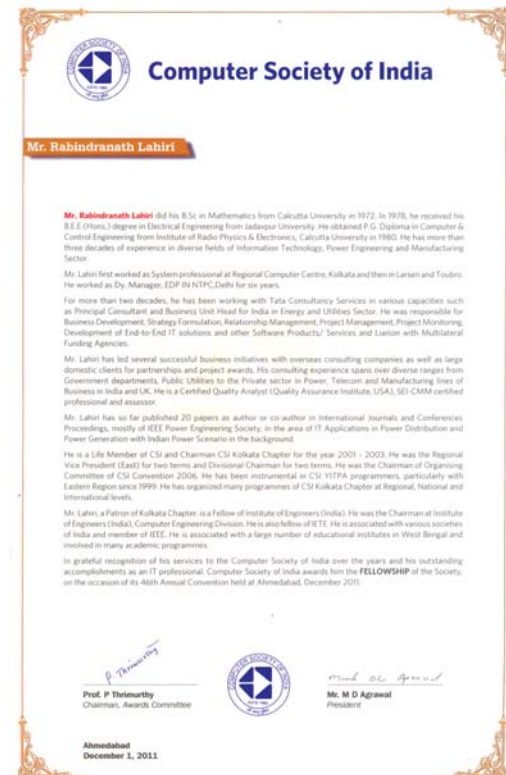 COMPUTER SOCIETY OF INDIA
ESTD 1965
Computer Society of India
Mr. Rabindranath Lahiri
Mr. Rabindranath Lahiri did his B.Sc in Mathematics from Calcutta University in 1972. In 1978, he received his
B.E.E.(Hons.) degree in Electrical Engineering from Jadavpur University. He obtained P.G. Diploma in Computer &
Control Engineering from Institute of Radio Physics & Electronics, Calcutta University in 1980. He has more than
three decades of experience in diverse fields of Information Technology, Power Engineering and Manufacturing
Sector.
Mr. Lahiri first worked as System professional at Regional Computer Centre, Kolkata and then in Larsen and Toubro.
He worked as Dy. Manager, EDP IN NTPC,Delhi for six years.
For more than two decades, he has been working with Tata Consultancy Services in various capacities such
as Principal Consultant and Business Unit Head for India in Energy and Utilities Sector. He was responsible for
Business Development, Strategy Formulation, Relationship Management, Project Management, Project Monitoring,
Development of End-to-End IT solutions and other Software Products/ Services and Liaison with Multilateral
Funding Agencies.
Mr. Lahiri has led several successful business initiatives with overseas consulting companies as well as large
domestic clients for partnerships and project awards. His consulting experience spans over diverse ranges from
Government departments, Public Utilities to the Private sector in Power, Telecom and Manufacturing lines of
Business in India and UK. He is a Certified Quality Analyst (Quality Assurance Institute, USA), SEI-CMM certified
professional and assessor.
Mr. Lahiri has so far published 20 papers as author or co-author in International Journals and Conferences
Proceedings, mostly of IEEE Power Engineering Society, in the area of IT Applications in Power Distribution and
Power Generation with Indian Power Scenario in the background.
He is a Life Member of CSI and Chairman CSI Kolkata Chapter for the year 2001 - 2003. He was the Regional
Vice President (East) for two terms and Divisional Chairman for two terms. He was the Chairman of Organising
Committee of CSI Convention 2006. He has been instrumental in CSI YITPA programmers, particularly with
Eastern Region since 1999. He has organized many programmes of CSI Kolkata Chapter at Regional, National and
International levels.
Mr. Lahiri, a Patron of Kolkata Chapter, is a Fellow of Institute of Engineers (India). He was the Chairman at Institute
of Engineers (India), Computer Engineering Division. He is also fellow of IETE. He is associated with various societies
of India and member of IEEE. He is associated with a large number of educational institutes in West Bengal and
involved in many academic programmes.
In grateful recognition of his services to the Computer Society of India over the years and his outstanding
accomplishments as an IT professional. Computer Society of India awards him the FELLOWSHIP of the Society,
on the occasion of its 46th Annual Convention held at Ahmedabad, December 2011.
P. Thrimurthy
COMPUTER SOCIETY OF INDIA
Prof. P Thrimurthy
Chairman, Awards Committee
Mr. M D Agrawal
President
Ahmedabad
December 1, 2011